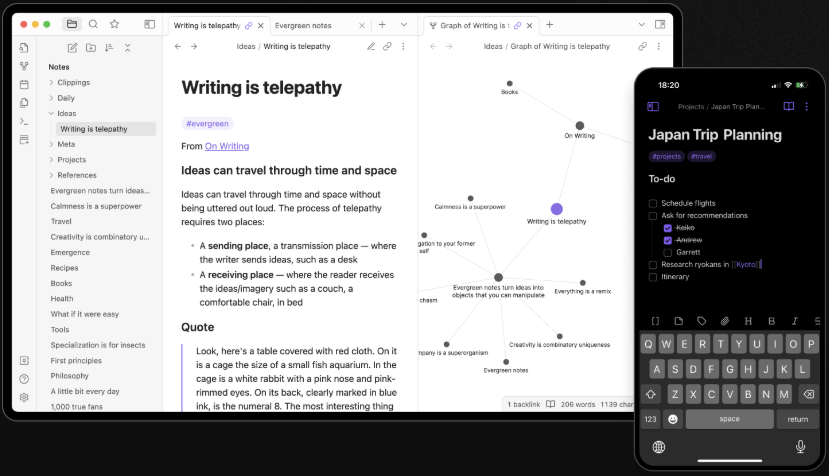 Writing is telepathy
Evergreen notes
Graph of Writing is t
Ideas / Writing is telepathy
Ideas / Graph of Writing is telepathy
Notes
Clippings
Daily
Ideas
Writing is telepathy
Meta
Projects
References
Evergreen notes turn ideas...
Calmness is a superpower
Travel
Creativity is combinatory u...
Emergence
Recipes
Books
Health
What if it were easy
Tools
Specialization is for insects
First principles
Philosophy
A little bit every day
1,000 true fans
Writing is telepathy
#evergreen
From On Writing
Ideas can travel through time and space
Ideas can travel through time and space without
being uttered out loud. The process of telepathy
requires two places:
A sending place, a transmission place — where
the writer sends ideas, such as a desk
A receiving place — where the reader receives
the ideas/imagery such as a couch, a
comfortable chair, in bed
Quote
Look, here's a table covered with red cloth. On it
is a cage the size of a small fish aquarium. In the
cage is a white rabbit with a pink nose and pink-
rimmed eyes. On its back, clearly marked in blue
ink, is the numeral 8. The most interesting thing
Books
On Writing
Calmness is a superpower
Writing is telepathy
gation to your former
self
Evergreen notes turn ideas into
objects that you can manipulate
Everything is a remix
chasm
Creativity is combinatory uniqueness
mpany is a superorganism
Evergreen notes
1 backlink
206 words
1139 char
18:20
Projects / Japan Trip Plan...
Japan Trip Planning
#projects
#travel
To-do
Schedule flights
Ask for recommendations
Keiko
Andrew
Garrett
Research ryokans in [[Kyoto]]
Itinerary
[] H B I S
Q W E R T Y U I O P
A S D F G H J K L
Z X C V B N M
123
space
return